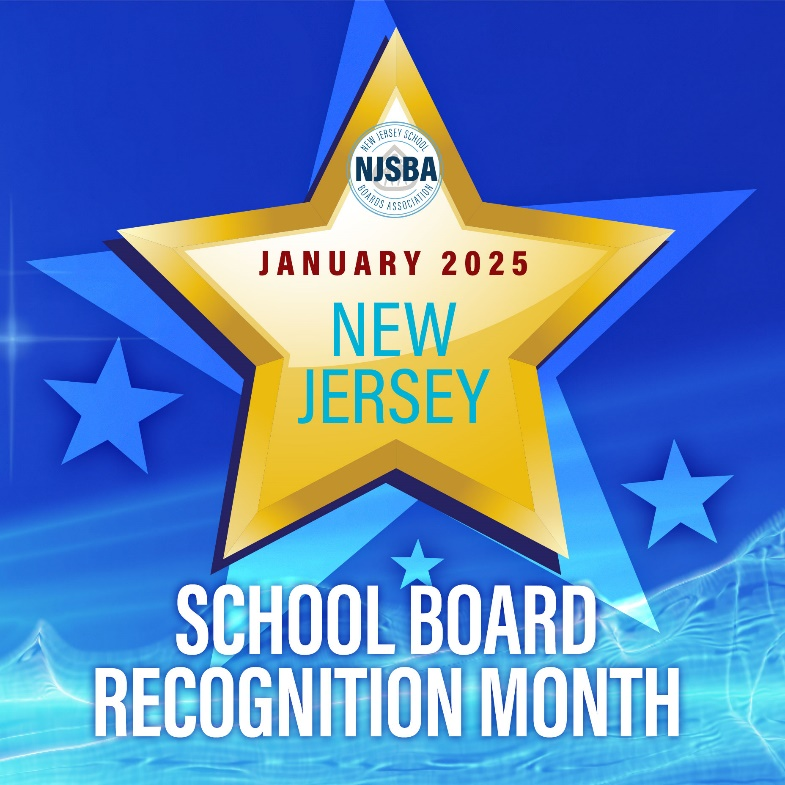 NEW JERSEY SCHOOL
NJSBA
BOARDS ASSOCIATION
JANUARY 2025
NEW
JERSEY
SCHOOL BOARD
RECOGNITION MONTH